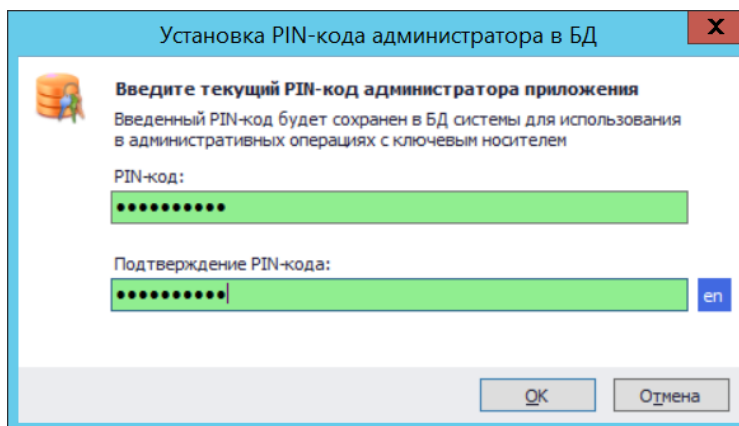 Установка PIN-кода администратора в БД
X
Введите текущий PIN-код администратора приложения
Введенный PIN-код будет сохранен в БД системы для использования
в административных операциях с ключевым носителем
PIN-код:
●●●●●●●●●●
Подтверждение PIN-кода:
●●●●●●●●●●
en
OK
Отмена